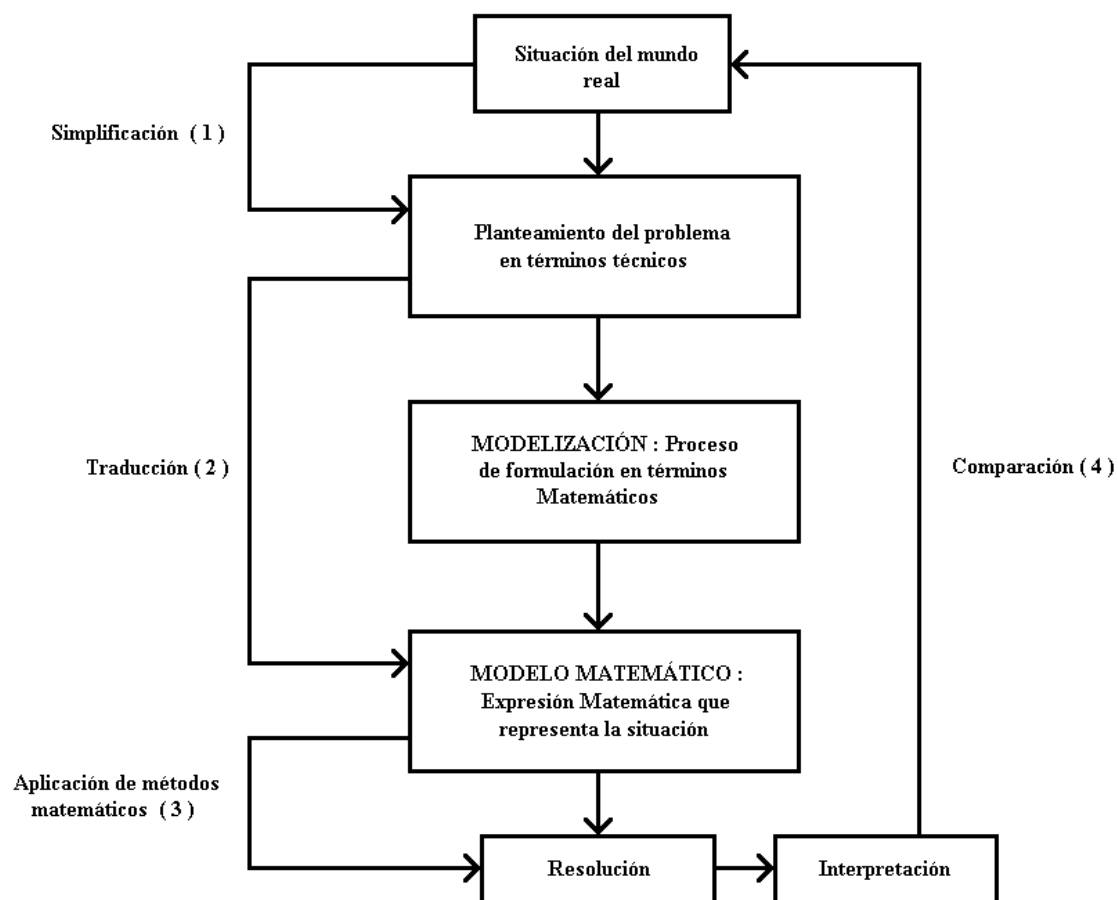 Situación del mundo
real
Simplificación ( 1 )
Planteamiento del problema
en términos técnicos
MODELIZACIÓN : Proceso
de formulación en términos
Matemáticos
Traducción ( 2 )
Comparación ( 4 )
MODELO MATEMÁTICO :
Expresión Matemática que
representa la situación
Aplicación de métodos
matemáticos ( 3 )
Resolución
Interpretación